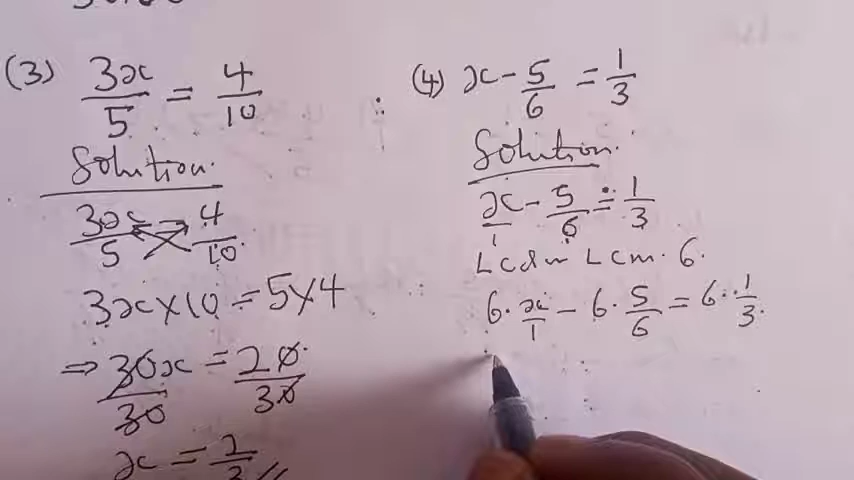 (3) 3x/5 = 4/10
Solution.
3x/5 = 4/10
3x×10 = 5×4
⇒ 30x/30 = 20/30
x = 2/3//
(4) x - 5/6 = 1/3
Solution.
x/1 - 5/6 = 1/3
LCM. 6.
6. x/1 - 6. 5/6 = 6. 1/3.